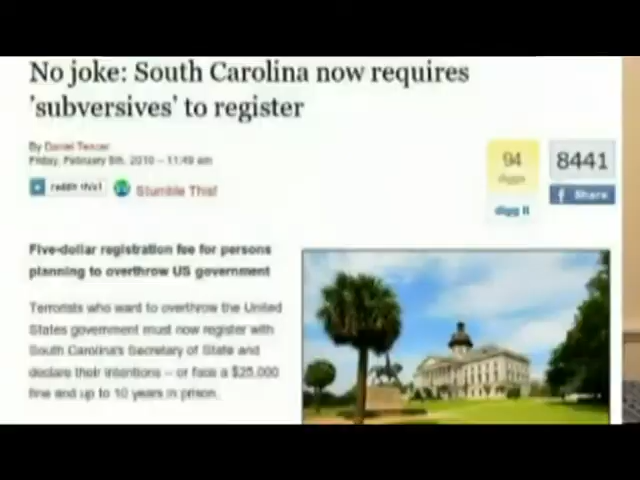 No joke: South Carolina now requires
'subversives' to register
By Daniel Tencer
Friday, February 5th, 2010 – 11:49 am
94
diggs
digg it
8441
Share
reddit this!
Stumble This!
Five-dollar registration fee for persons
planning to overthrow US government
Terrorists who want to overthrow the United
States government must now register with
South Carolina's Secretary of State and
declare their intentions -- or face a $25,000
fine and up to 10 years in prison.